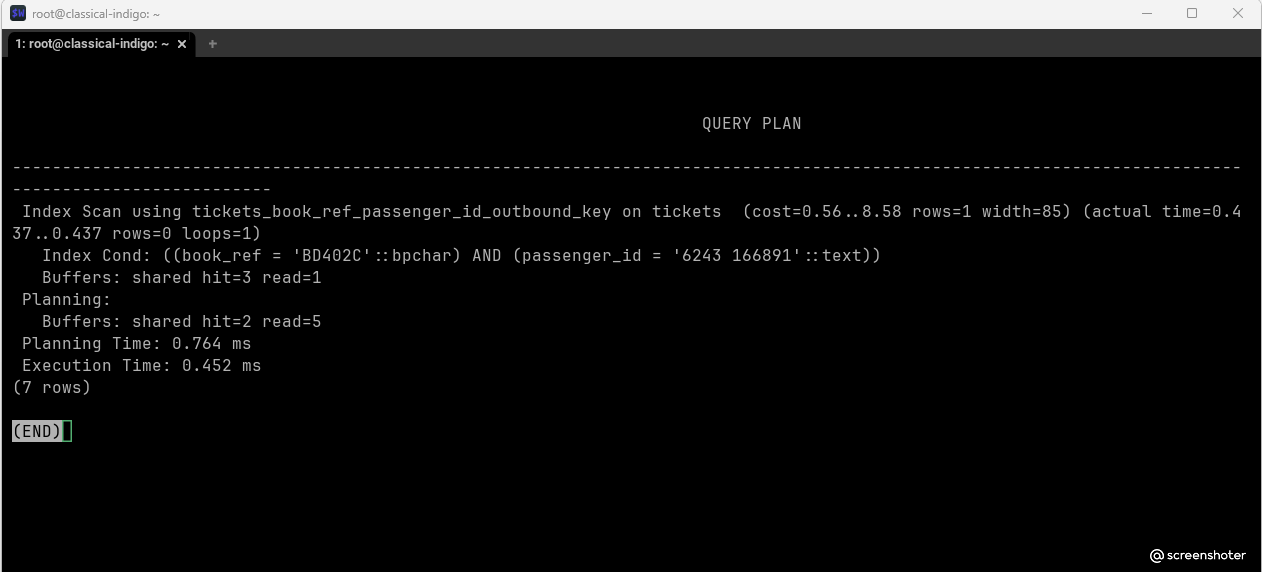 $W root@classical-indigo: ~
1: root@classical-indigo: ~ × +
QUERY PLAN
---------------------------------------------------------------------------------------------------------------------------
--------------------------
Index Scan using tickets_book_ref_passenger_id_outbound_key on tickets  (cost=0.56..8.58 rows=1 width=85) (actual time=0.4
37..0.437 rows=0 loops=1)
Index Cond: ((book_ref = 'BD402C'::bpchar) AND (passenger_id = '6243 166891'::text))
Buffers: shared hit=3 read=1
Planning:
Buffers: shared hit=2 read=5
Planning Time: 0.764 ms
Execution Time: 0.452 ms
(7 rows)
(END)
@screenshoter